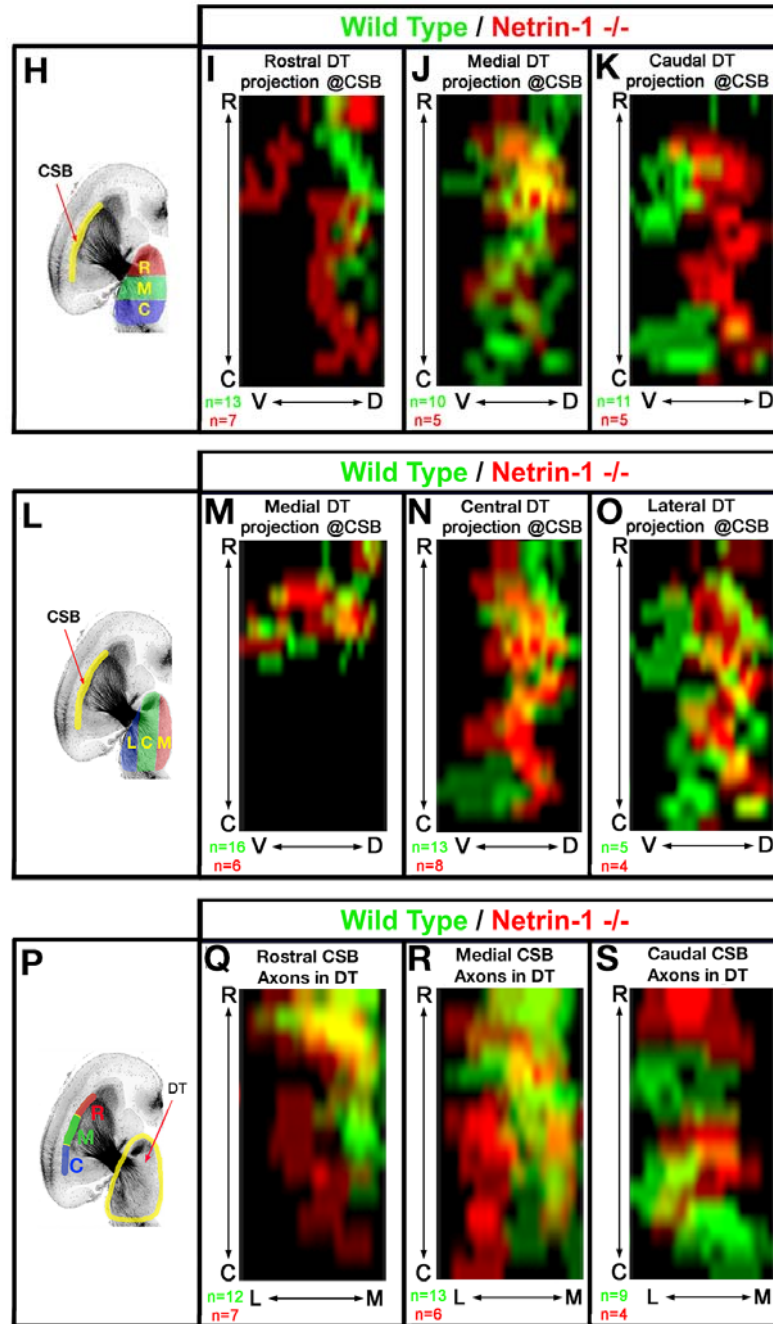 Wild Type / Netrin-1 -/-
H
CSB
R
M
C
I
Rostral DT
projection @CSB
R
C
V D
n=13
n=7
J
Medial DT
projection @CSB
V D
n=10
n=5
K
Caudal DT
projection @CSB
V D
n=11
n=5
Wild Type / Netrin-1 -/-
L
CSB
L C M
M
Medial DT
projection @CSB
R
C
V D
n=16
n=6
N
Central DT
projection @CSB
R
C
V D
n=13
n=8
O
Lateral DT
projection @CSB
R
C
V D
n=5
n=4
Wild Type / Netrin-1 -/-
P
DT
R
M
C
Q
Rostral CSB
Axons in DT
R
C
L M
n=12
n=7
R
Medial CSB
Axons in DT
R
C
L M
n=13
n=6
S
Caudal CSB
Axons in DT
R
C
L M
n=9
n=4